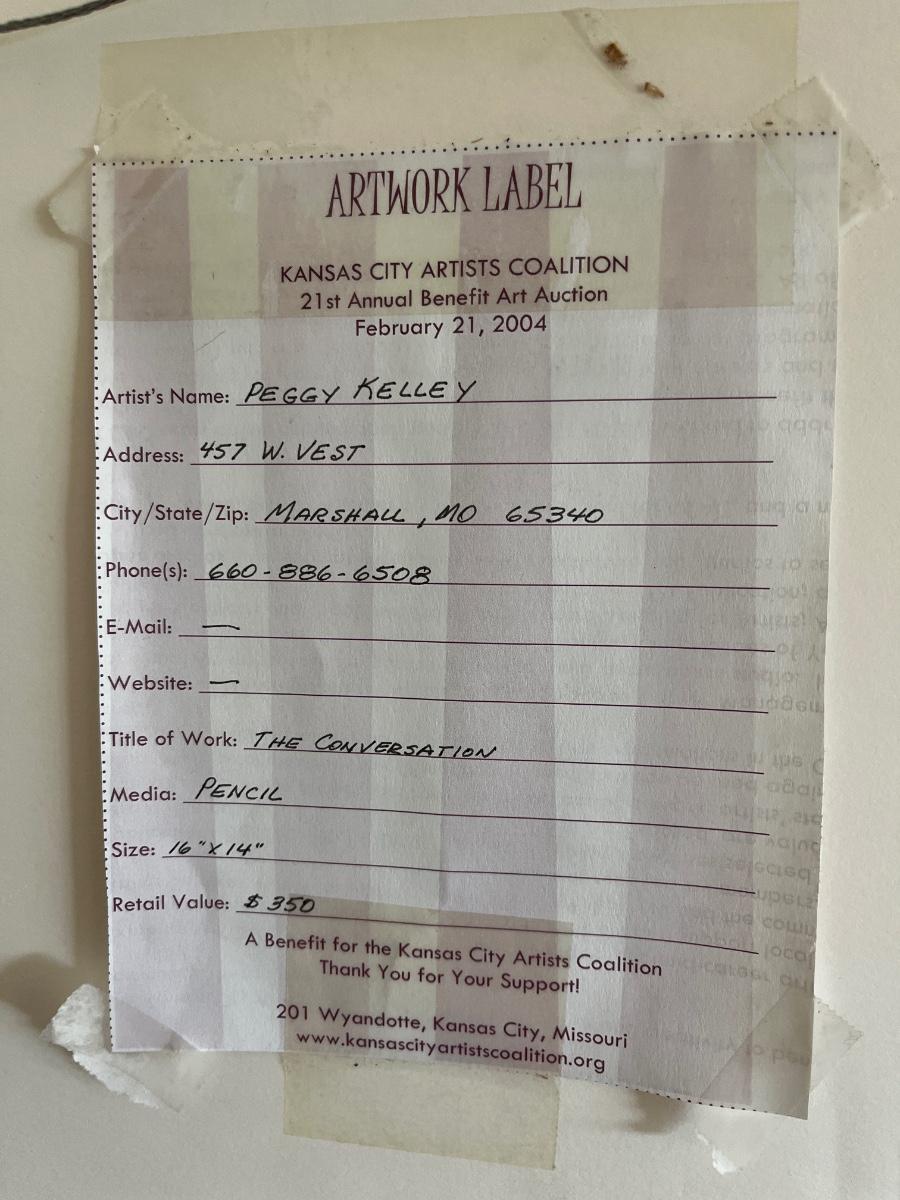 ARTWORK LABEL
KANSAS CITY ARTISTS COALITION
21st Annual Benefit Art Auction
February 21, 2004
Artist's Name: PEGGY KELLEY
Address: 457 W. VEST
City/State/Zip: MARSHALL, MO 65340
Phone(s): 660-886-6508
E-Mail: —
Website: —
Title of Work: THE CONVERSATION
Media: PENCIL
Size: 16"X14"
Retail Value: $350
A Benefit for the Kansas City Artists Coalition
Thank You for Your Support!
201 Wyandotte, Kansas City, Missouri
www.kansascityartistscoalition.org